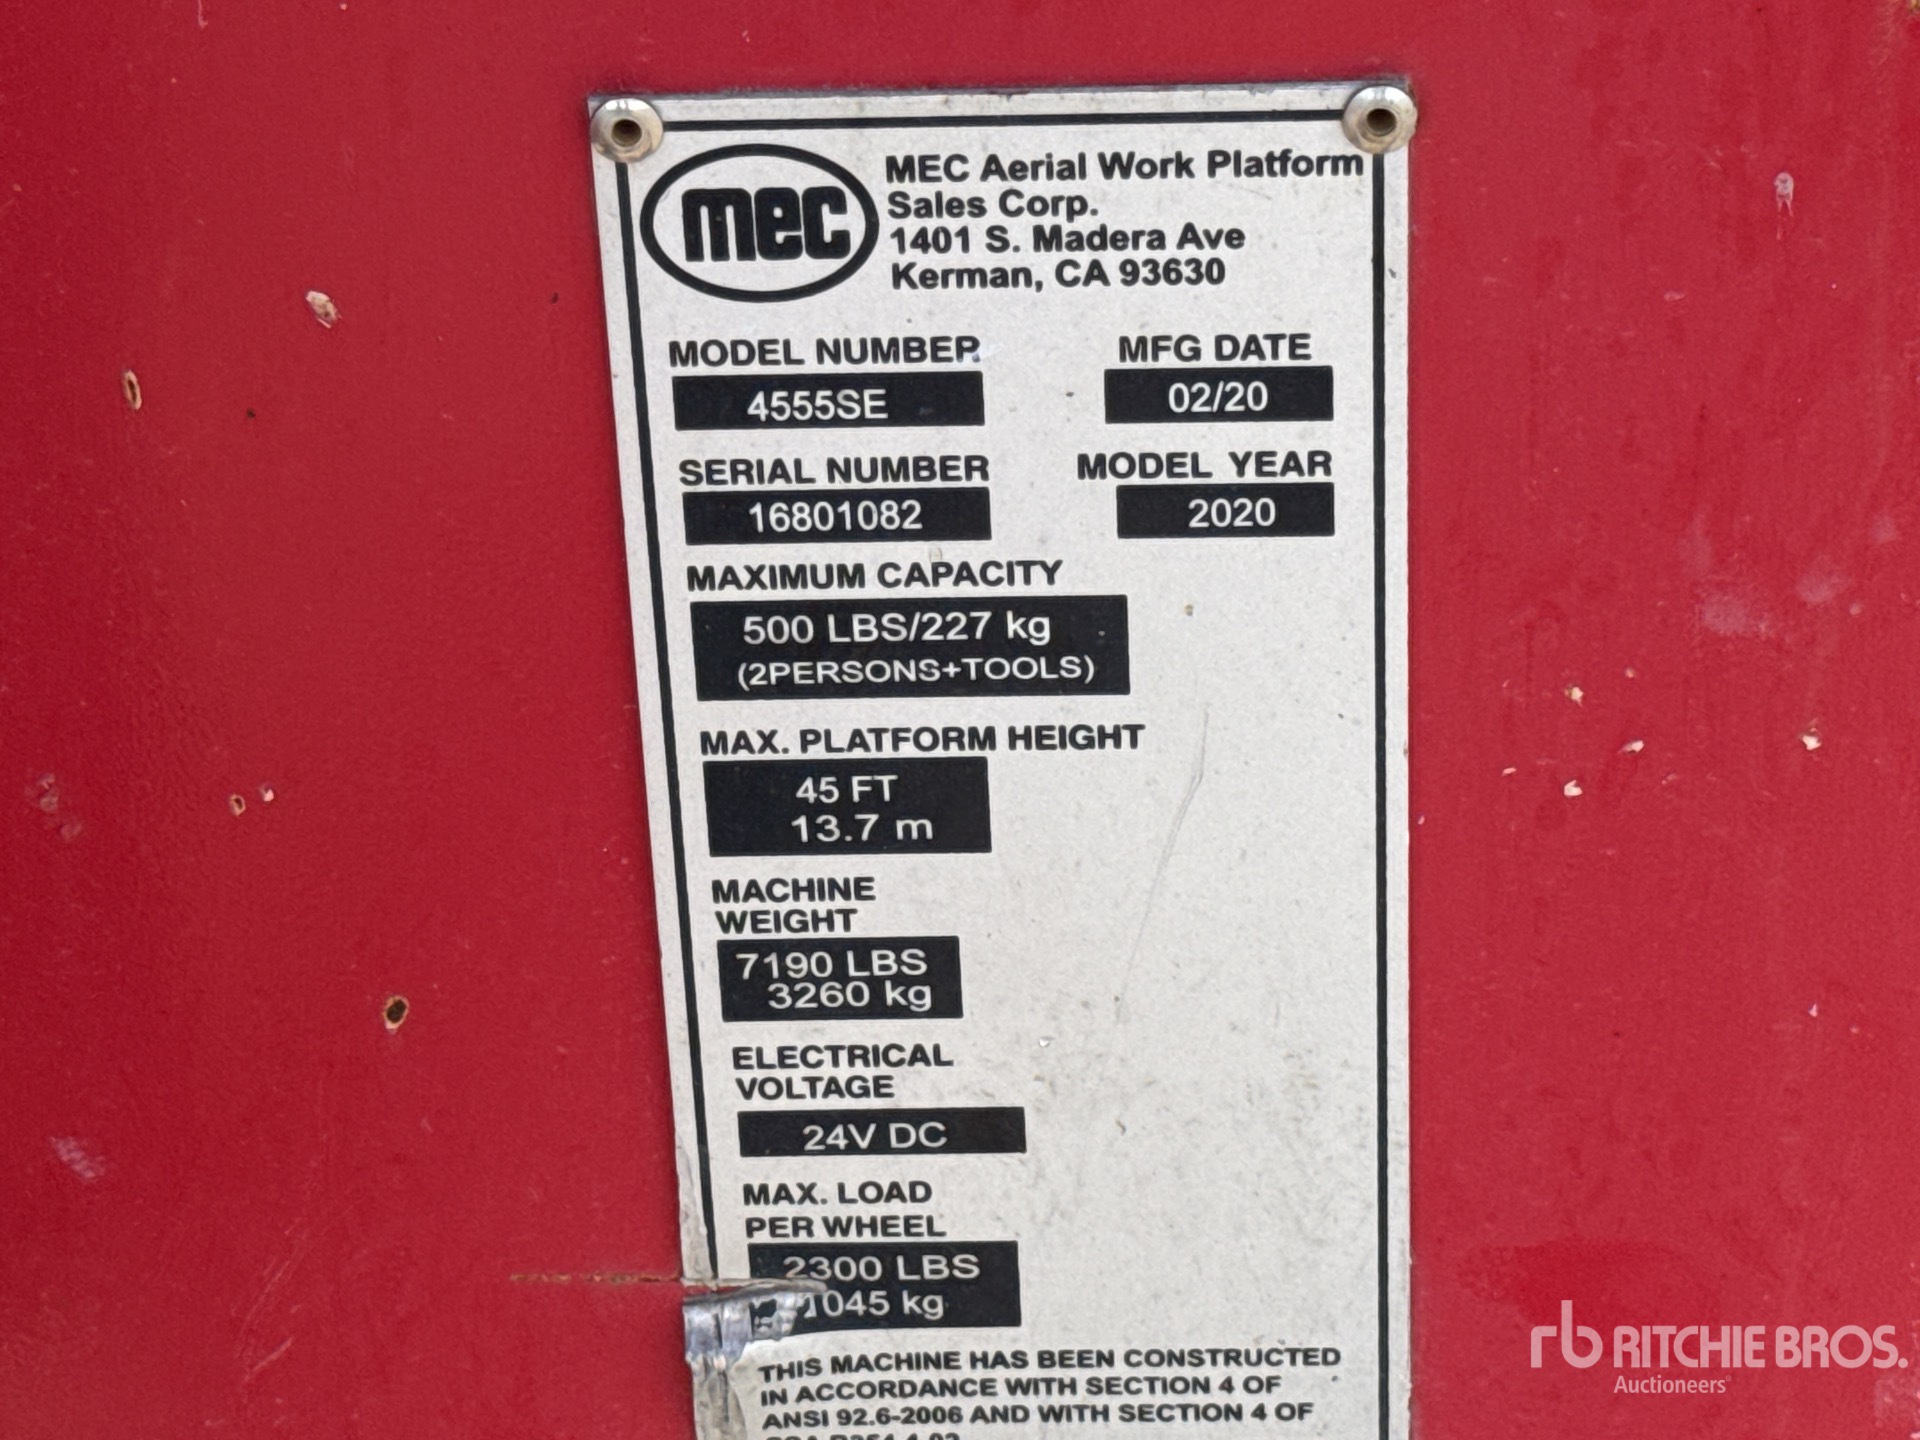 mec
MEC Aerial Work Platform
Sales Corp.
1401 S. Madera Ave
Kerman, CA 93630
MODEL NUMBER
4555SE
MFG DATE
02/20
SERIAL NUMBER
16801082
MODEL YEAR
2020
MAXIMUM CAPACITY
500 LBS/227 kg
(2PERSONS+TOOLS)
MAX. PLATFORM HEIGHT
45 FT
13.7 m
MACHINE
WEIGHT
7190 LBS
3260 kg
ELECTRICAL
VOLTAGE
24V DC
MAX. LOAD
PER WHEEL
2300 LBS
1045 kg
THIS MACHINE HAS BEEN CONSTRUCTED
IN ACCORDANCE WITH SECTION 4 OF
ANSI 92.6-2006 AND WITH SECTION 4 OF
rb RITCHIE BROS.
Auctioneers